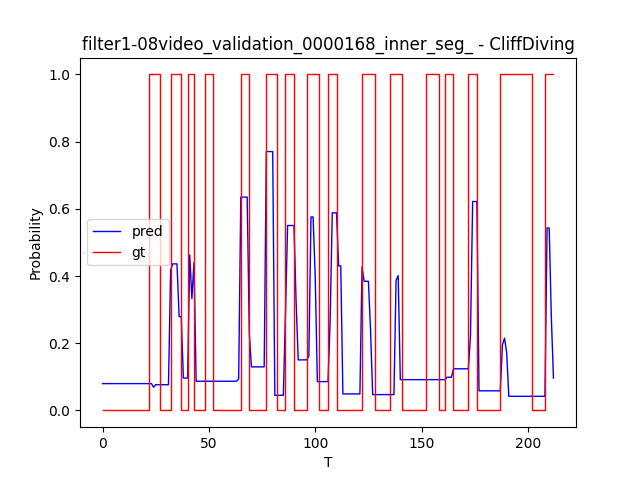 filter1-08video_validation_0000168_inner_seg_ - CliffDiving
1.0
0.8
0.6
0.4
0.2
0.0
Probability
pred
gt
0
50
100
150
200
T